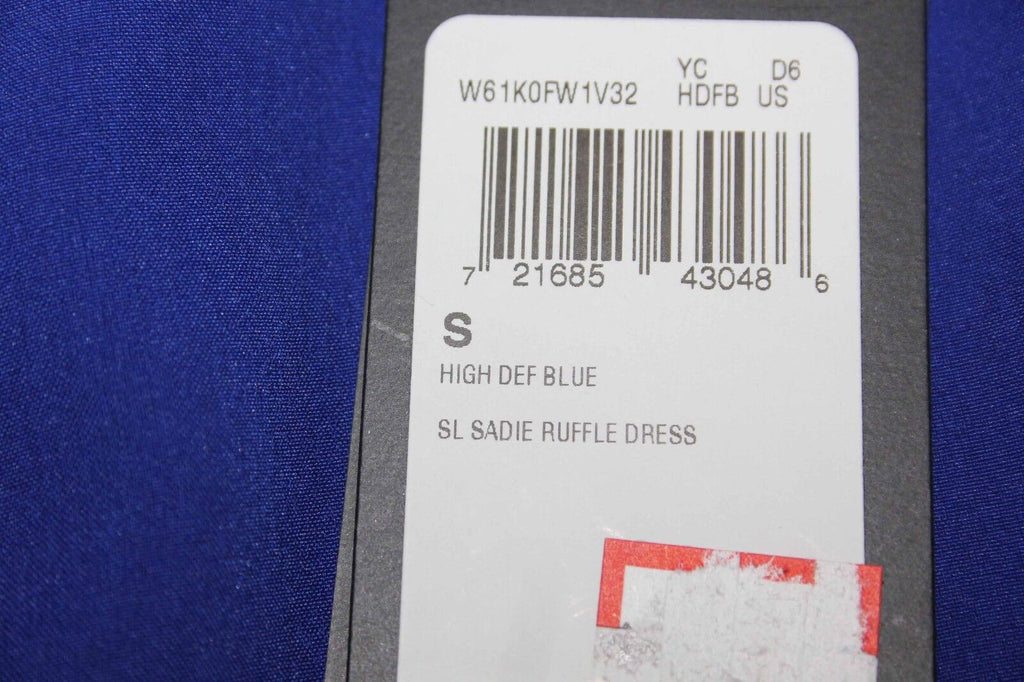 YC D6
W61K0FW1V32 HDFB US
7 21685 43048 6
S
HIGH DEF BLUE
SL SADIE RUFFLE DRESS